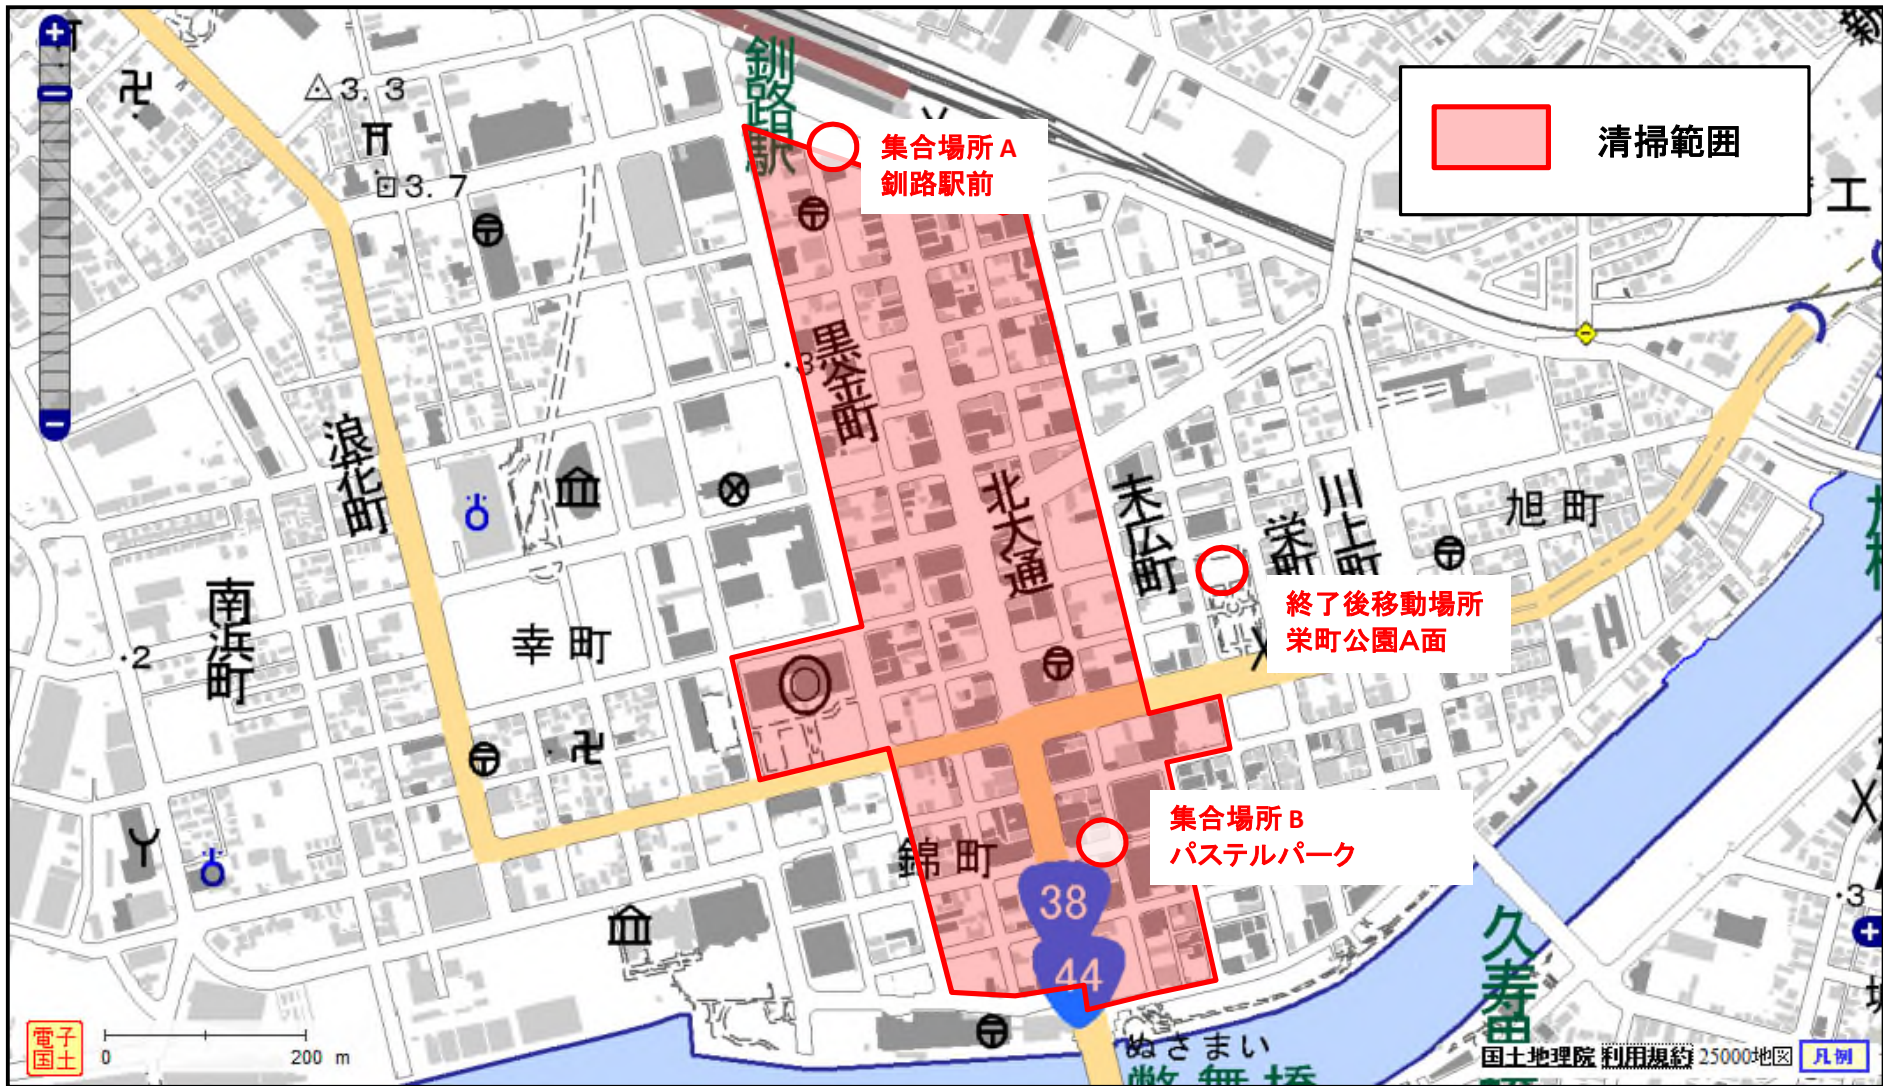 釧路駅
3.3
3.7
集合場所 A
釧路駅前
清掃範囲
工
黒金町
浪花町
北大通
末広町
栄町
川上町
旭町
南浜町
幸町
2
終了後移動場所
栄町公園A面
集合場所 B
パステルパーク
錦町
38
44
3
久寿里
ぬさまい
幣舞橋
電子
国土
0
200 m
国土地理院 利用規約 25000地図 凡例